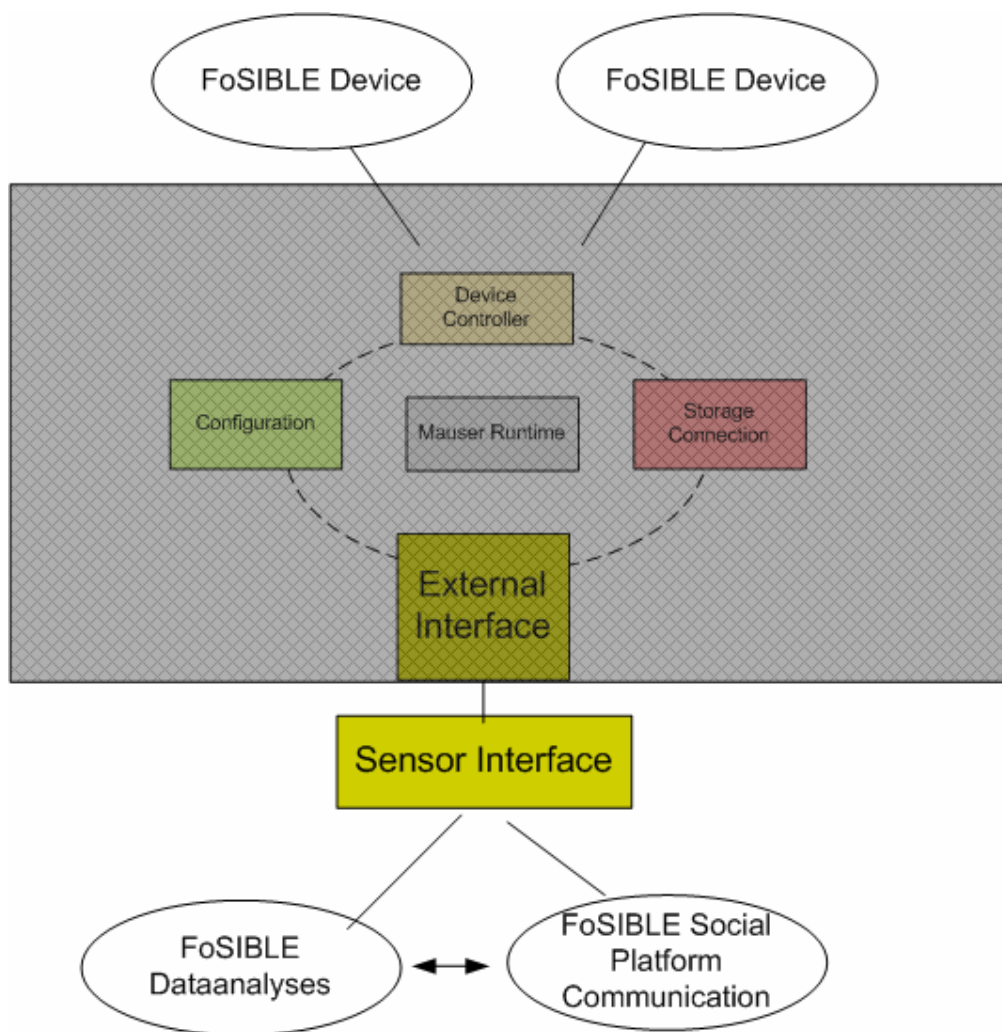 FoSIBLE Device
FoSIBLE Device
Device
Controller
Configuration
Mauser Runtime
Storage
Connection
External
Interface
Sensor Interface
FoSIBLE
Dataanalyses
FoSIBLE Social
Platform
Communication